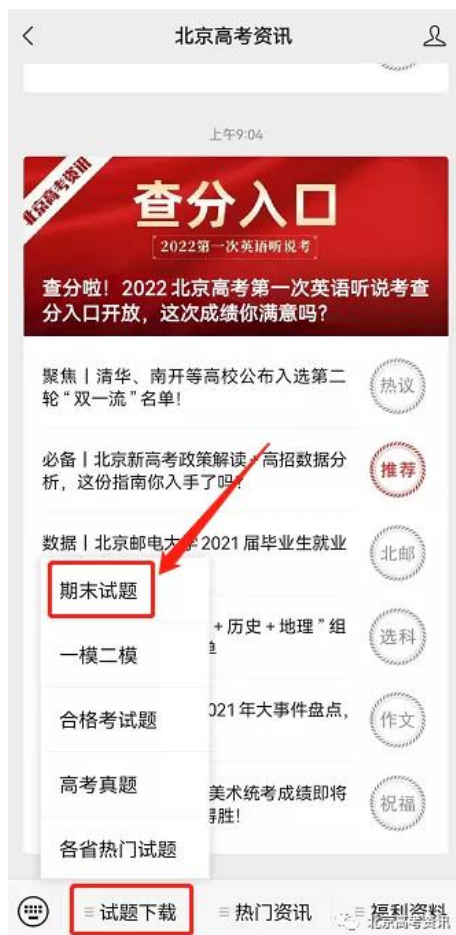 北京高考资讯
上午9:04
北京高考资讯
查分入口
2022第一次英语听说考
查分啦！2022北京高考第一次英语听说考查
分入口开放，这次成绩你满意吗？
聚焦丨清华、南开等高校公布入选第二
轮“双一流”名单！
热议
必备丨北京新高考政策解读+高招数据分
析，这份指南你入手了吗？
推荐
数据丨北京邮电大学2021届毕业生就业
北邮
期末试题
+历史+地理”组
选科
一模二模
合格考试题
021年大事件盘点，
作文
高考真题
美术统考成绩即将
得胜！
祝福
各省热门试题
试题下载
热门资讯
福利资料
北京高考资讯